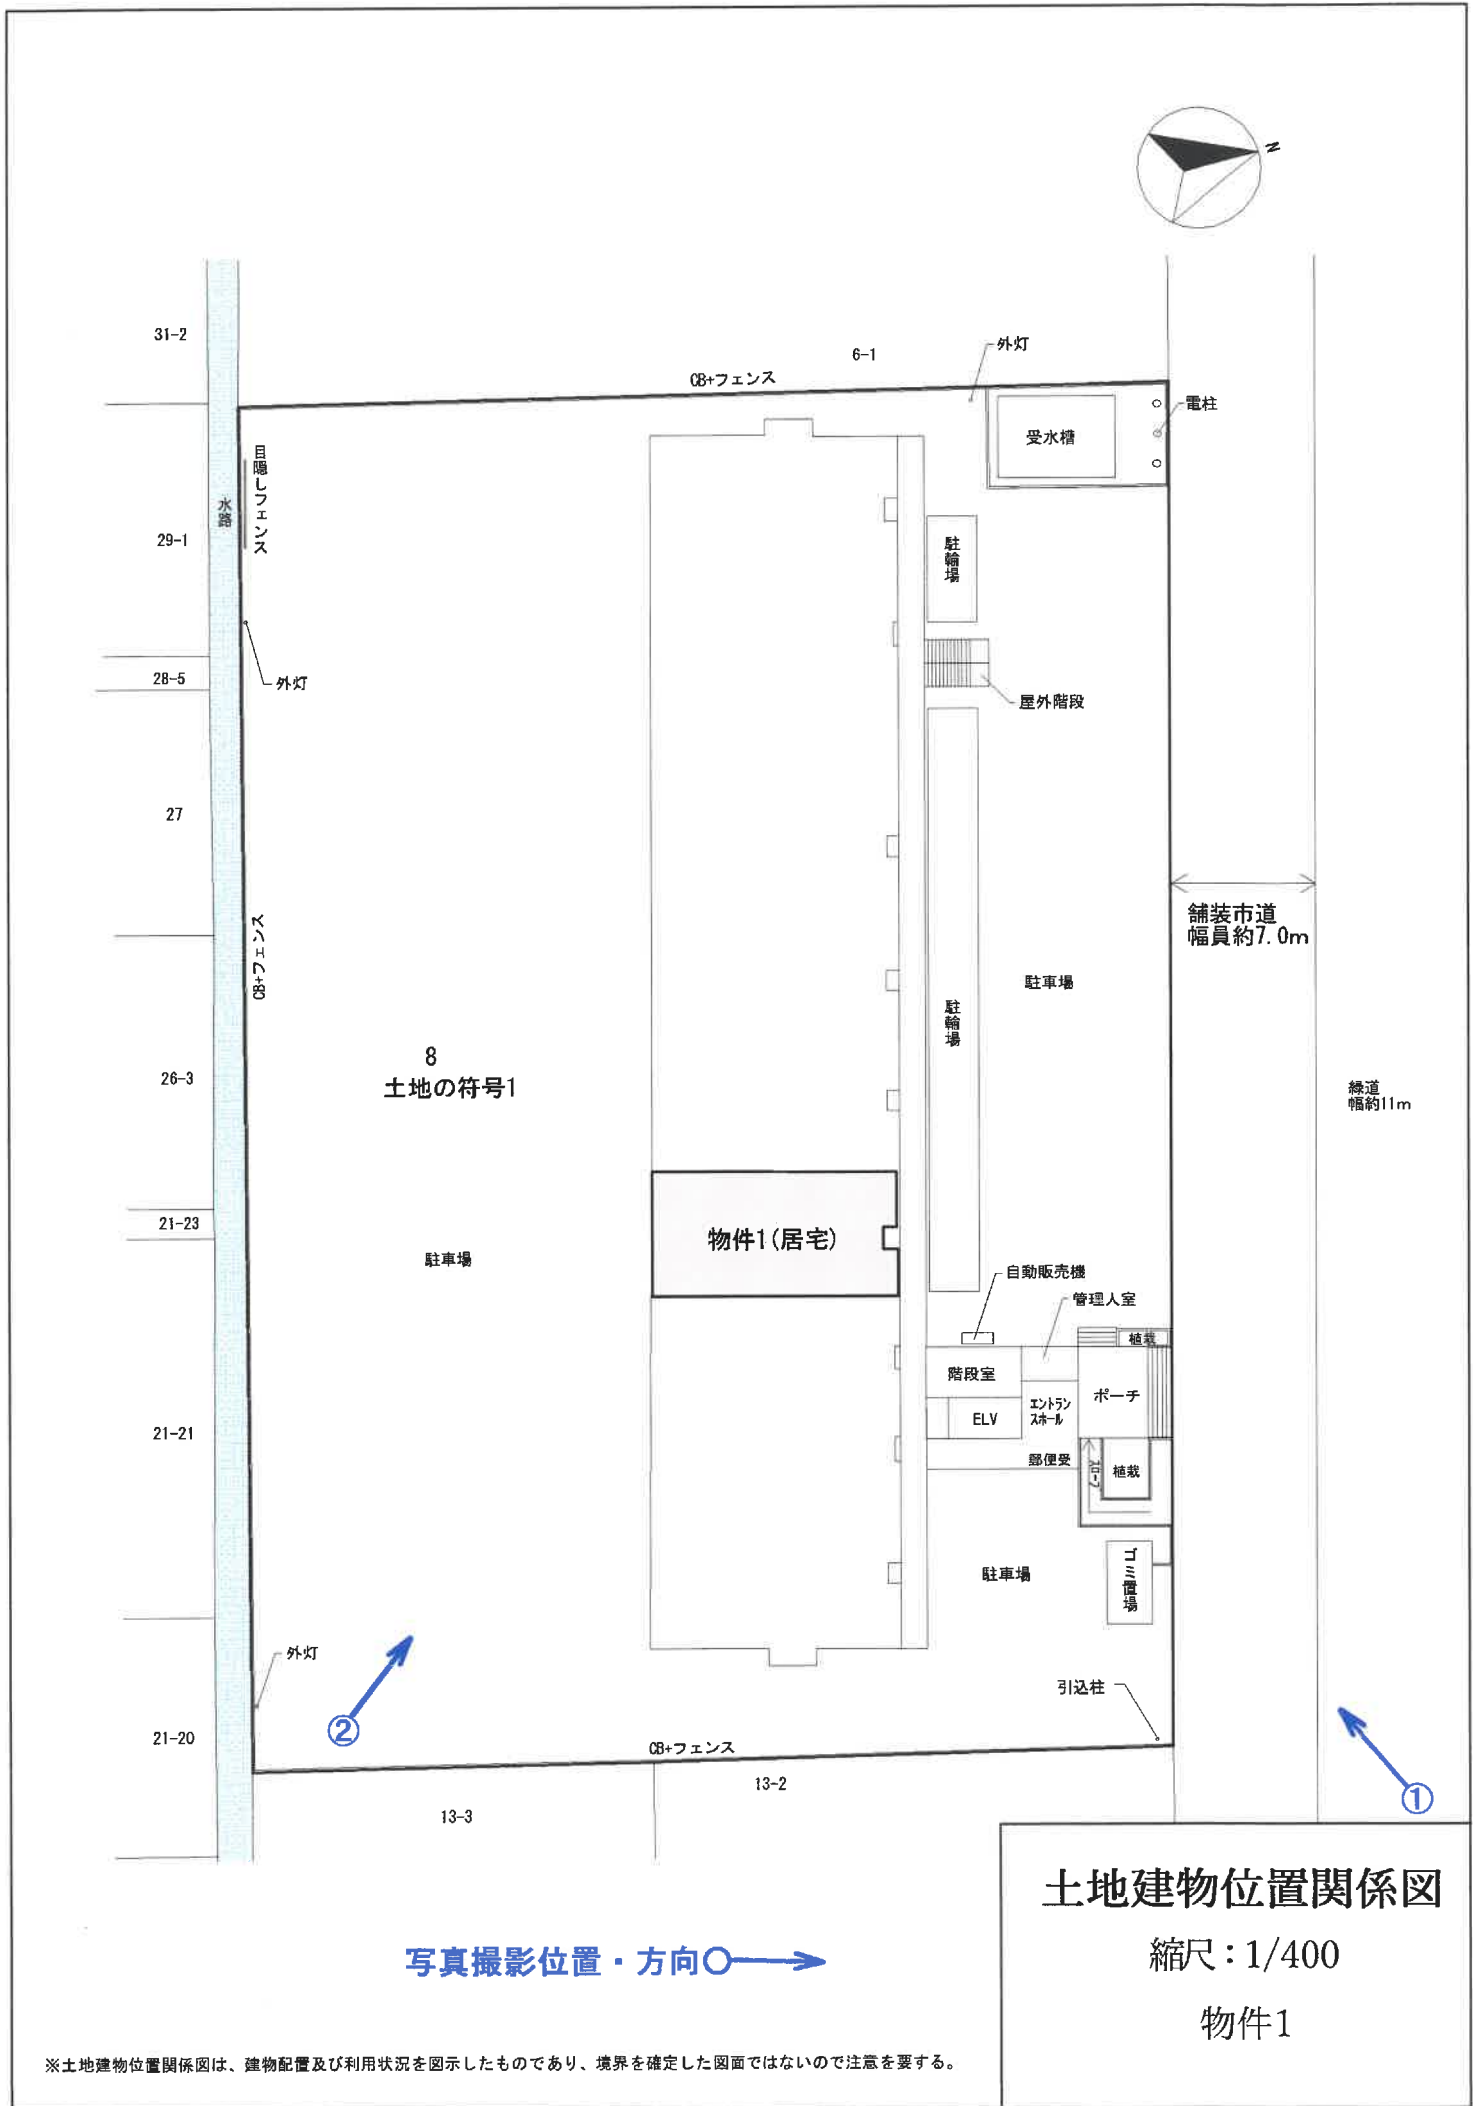 N
31-2
6-1
外灯
CB+フェンス
電柱
受水槽
目隠しフェンス
水路
29-1
駐輪場
28-5
外灯
屋外階段
27
舗装市道
幅員約7.0m
CB+フェンス
駐車場
駐輪場
8
土地の符号1
26-3
緑道
幅約11m
21-23
物件1(居宅)
駐車場
自動販売機
管理人室
植栽
階段室
ポーチ
エントラン
スホール
ELV
21-21
郵便受
スロープ
植栽
駐車場
ゴミ置場
外灯
引込柱
②
21-20
CB+フェンス
13-2
①
13-3
土地建物位置関係図
縮尺：1/400
物件1
写真撮影位置・方向
※土地建物位置関係図は、建物配置及び利用状況を図示したものであり、境界を確定した図面ではないので注意を要する。